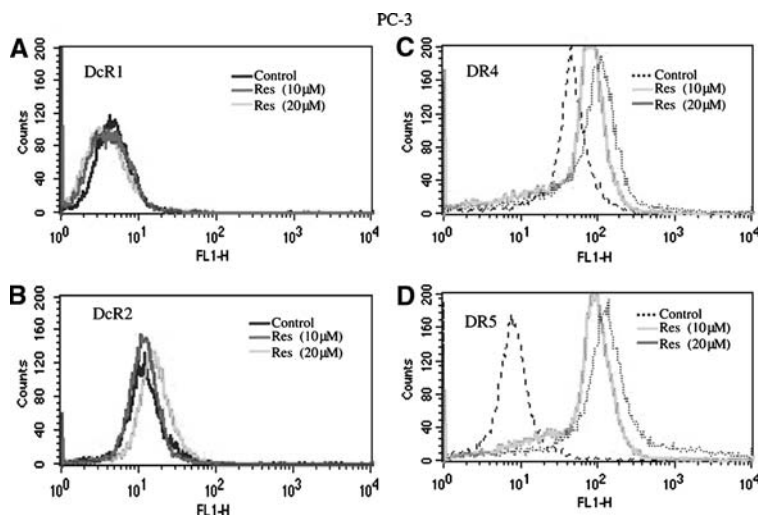 PC-3
A
DcR1
Control
Res (10µM)
Res (20µM)
Counts
0 40 80 120 160 200
10⁰ 10¹ 10² 10³ 10⁴
FL1-H
C
DR4
Control
Res (10µM)
Res (20µM)
Counts
0 40 80 120 160 200
10⁰ 10¹ 10² 10³ 10⁴
FL1-H
B
DcR2
Control
Res (10µM)
Res (20µM)
Counts
0 40 80 120 160 200
10⁰ 10¹ 10² 10³ 10⁴
FL1-H
D
DR5
Control
Res (10µM)
Res (20µM)
Counts
0 40 80 120 160 200
10⁰ 10¹ 10² 10³ 10⁴
FL1-H